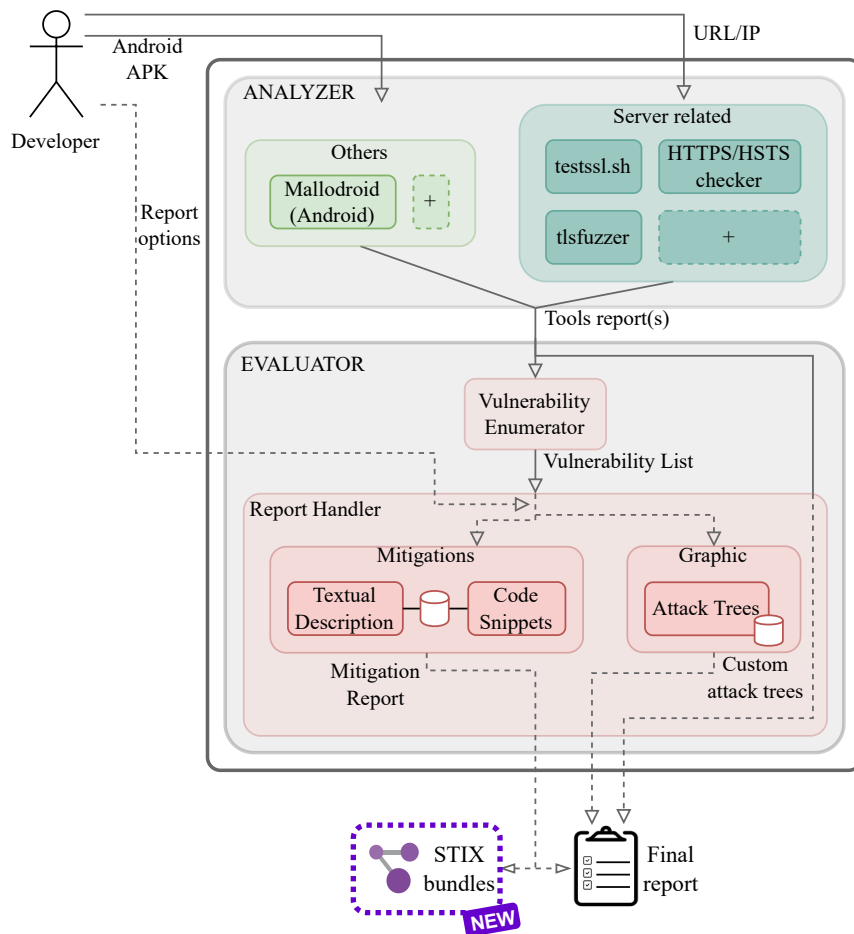 URL/IP
Android
APK
Developer
ANALYZER
Server related
Others
testssl.sh
HTTPS/HSTS
checker
Mallodroid
(Android)
+
Report
options
tlsfuzzer
+
Tools report(s)
EVALUATOR
Vulnerability
Enumerator
Vulnerability List
Report Handler
Mitigations
Graphic
Textual
Description
Code
Snippets
Attack Trees
Mitigation
Report
Custom
attack trees
STIX
bundles
NEW
Final
report